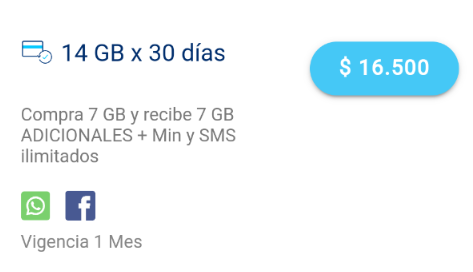 14 GB x 30 días
$ 16.500
Compra 7 GB y recibe 7 GB
ADICIONALES + Min y SMS
ilimitados
Vigencia 1 Mes